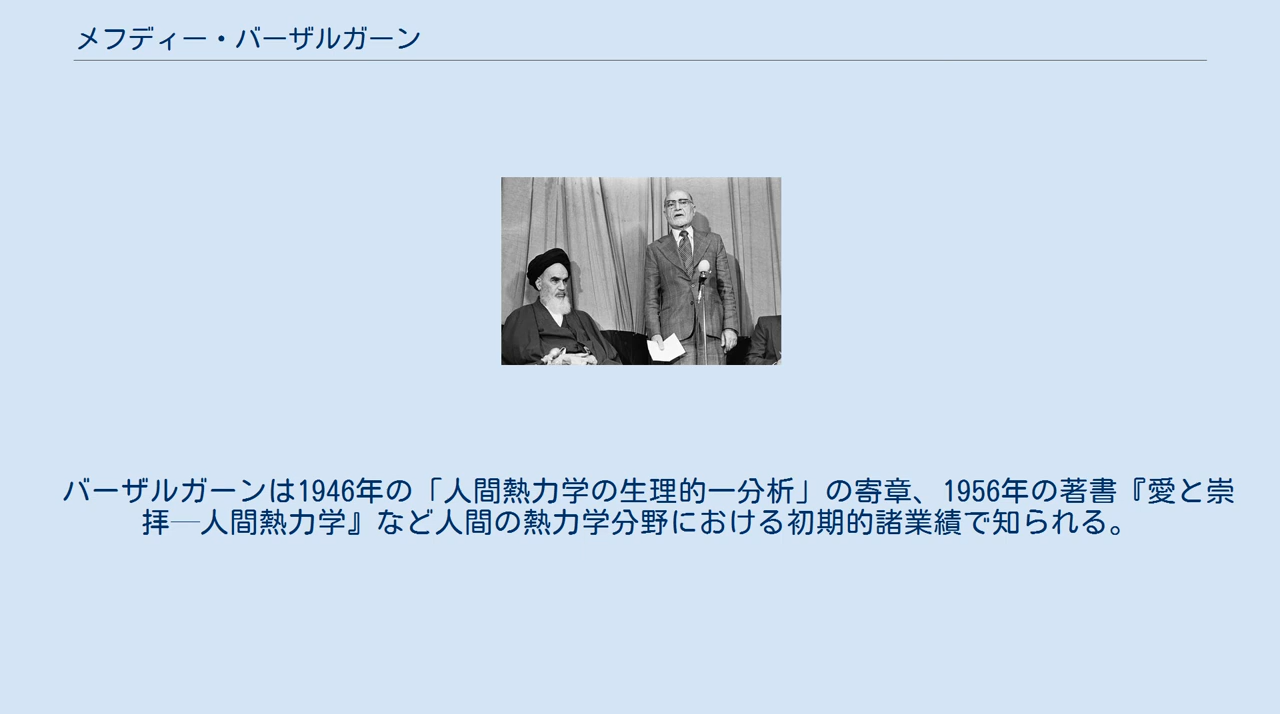 メフディー・バーザルガーン
バーザルガーンは1946年の「人間熱力学の生理的一分析」の寄章、1956年の著書『愛と崇
拝―人間熱力学』など人間の熱力学分野における初期的諸業績で知られる。